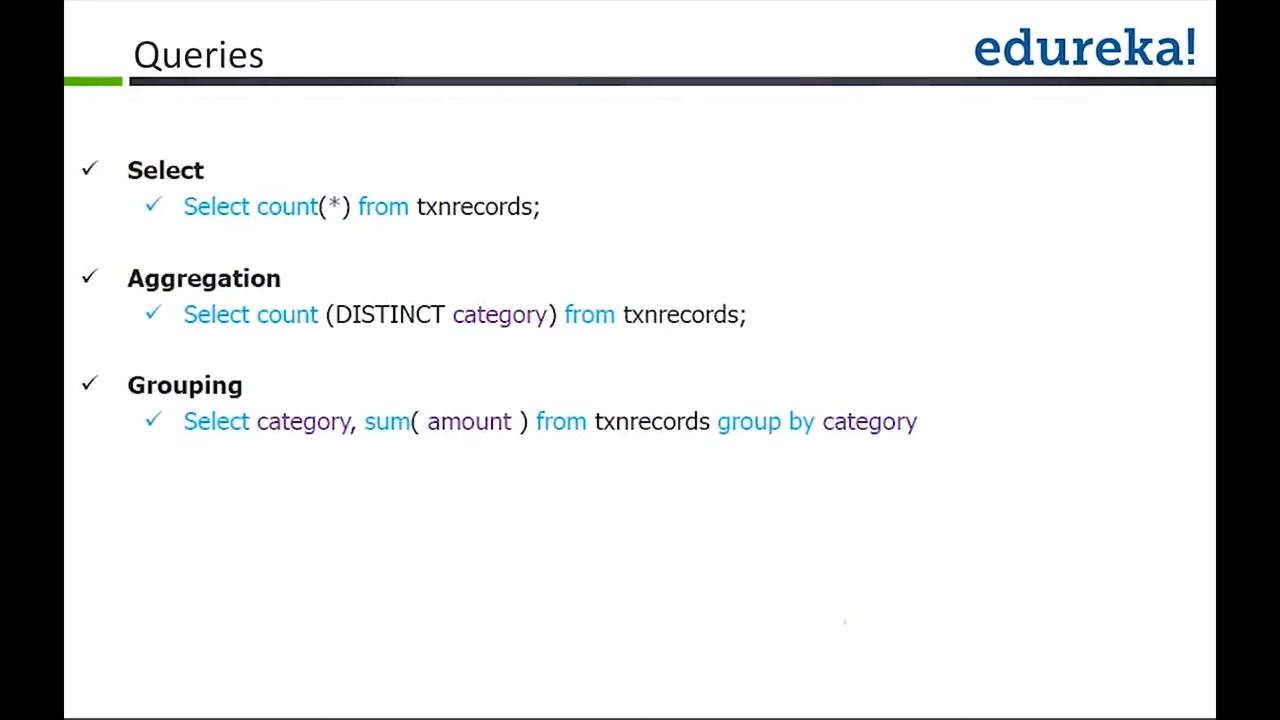 Queries
edureka!
✓ Select
✓ Select count(*) from txnrecords;
✓ Aggregation
✓ Select count (DISTINCT category) from txnrecords;
✓ Grouping
✓ Select category, sum( amount ) from txnrecords group by category